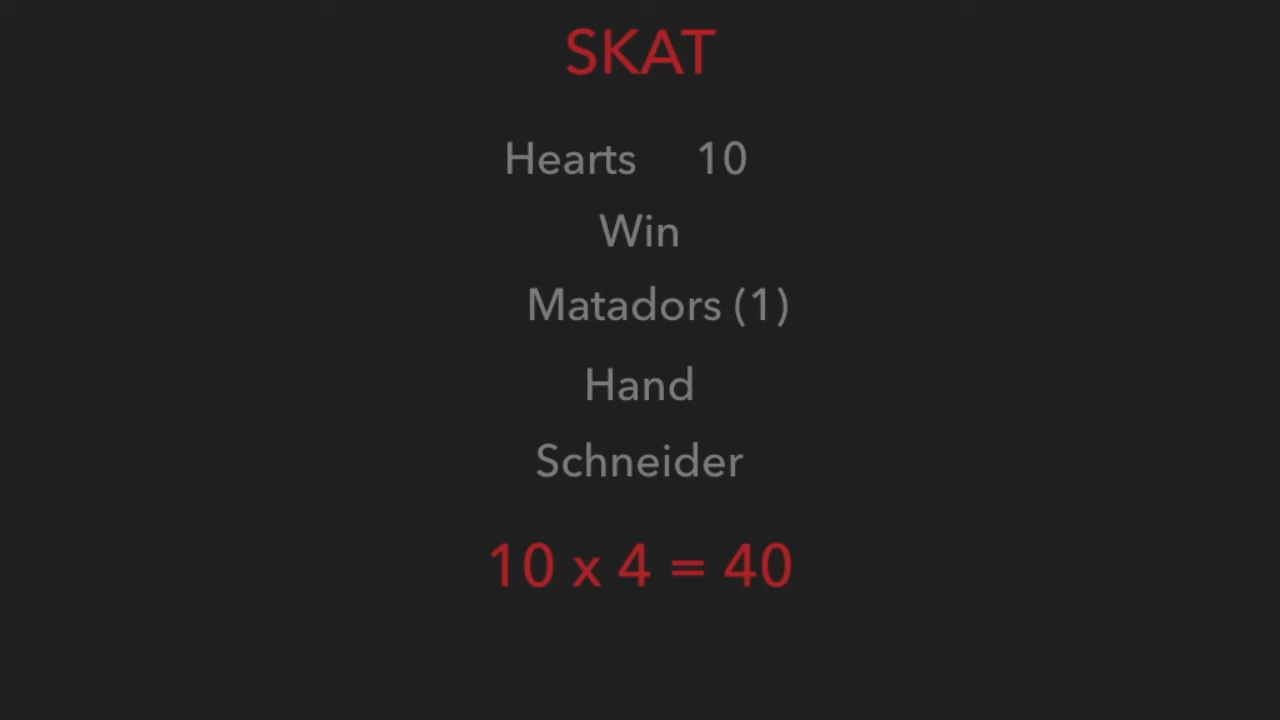 SKAT
Hearts 10
Win
Matadors (1)
Hand
Schneider
10 x 4 = 40